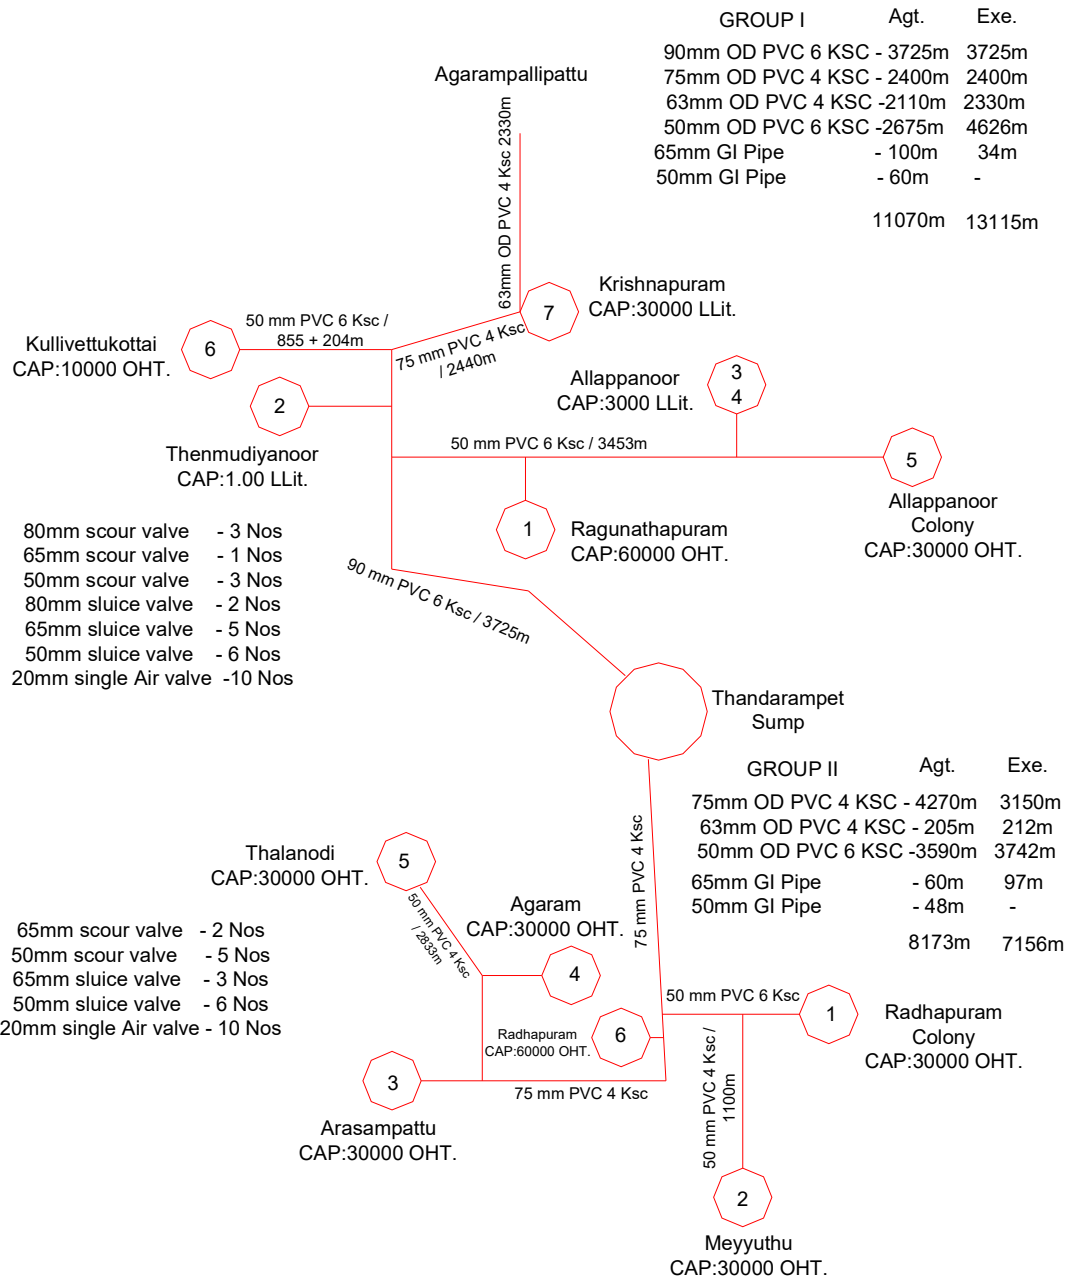 GROUP I Agt. Exe.
90mm OD PVC 6 KSC - 3725m 3725m
75mm OD PVC 4 KSC - 2400m 2400m
63mm OD PVC 4 KSC -2110m 2330m
50mm OD PVC 6 KSC -2675m 4626m
65mm GI Pipe - 100m 34m
50mm GI Pipe - 60m -
11070m 13115m
Agarampallipattu
63mm OD PVC 4 Ksc 2330m
Krishnapuram
CAP:30000 LLit.
7
50 mm PVC 6 Ksc /
855 + 204m
75 mm PVC 4 Ksc
/ 2440m
Kullivettukottai
CAP:10000 OHT.
6
2
Thenmudiyanoor
CAP:1.00 LLit.
Allappanoor
CAP:3000 LLit.
3
4
50 mm PVC 6 Ksc / 3453m
5
Allappanoor
Colony
CAP:30000 OHT.
1
Ragunathapuram
CAP:60000 OHT.
80mm scour valve - 3 Nos
65mm scour valve - 1 Nos
50mm scour valve - 3 Nos
80mm sluice valve - 2 Nos
65mm sluice valve - 5 Nos
50mm sluice valve - 6 Nos
20mm single Air valve -10 Nos
90 mm PVC 6 Ksc / 3725m
Thandarampet
Sump
GROUP II Agt. Exe.
75mm OD PVC 4 KSC - 4270m 3150m
63mm OD PVC 4 KSC - 205m 212m
50mm OD PVC 6 KSC -3590m 3742m
65mm GI Pipe - 60m 97m
50mm GI Pipe - 48m -
8173m 7156m
75 mm PVC 4 Ksc
Thalanodi
CAP:30000 OHT.
5
50 mm PVC 4 Ksc
/ 2833m
Agaram
CAP:30000 OHT.
4
65mm scour valve - 2 Nos
50mm scour valve - 5 Nos
65mm sluice valve - 3 Nos
50mm sluice valve - 6 Nos
20mm single Air valve - 10 Nos
50 mm PVC 6 Ksc
1
Radhapuram
Colony
CAP:30000 OHT.
Radhapuram
CAP:60000 OHT.
6
3
75 mm PVC 4 Ksc
Arasampattu
CAP:30000 OHT.
50 mm PVC 4 Ksc /
1100m
2
Meyyuthu
CAP:30000 OHT.